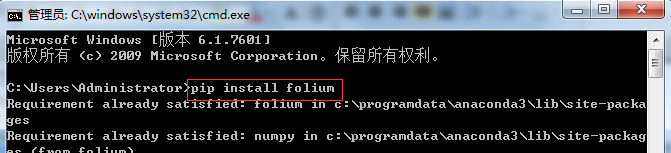 管理员: C:\windows\system32\cmd.exe
Microsoft Windows [版本 6.1.7601]
版权所有 (c) 2009 Microsoft Corporation。保留所有权利。
C:\Users\Administrator>pip install folium
Requirement already satisfied: folium in c:\programdata\anaconda3\lib\site-packa
ges
Requirement already satisfied: numpy in c:\programdata\anaconda3\lib\site-packag
es (from folium)